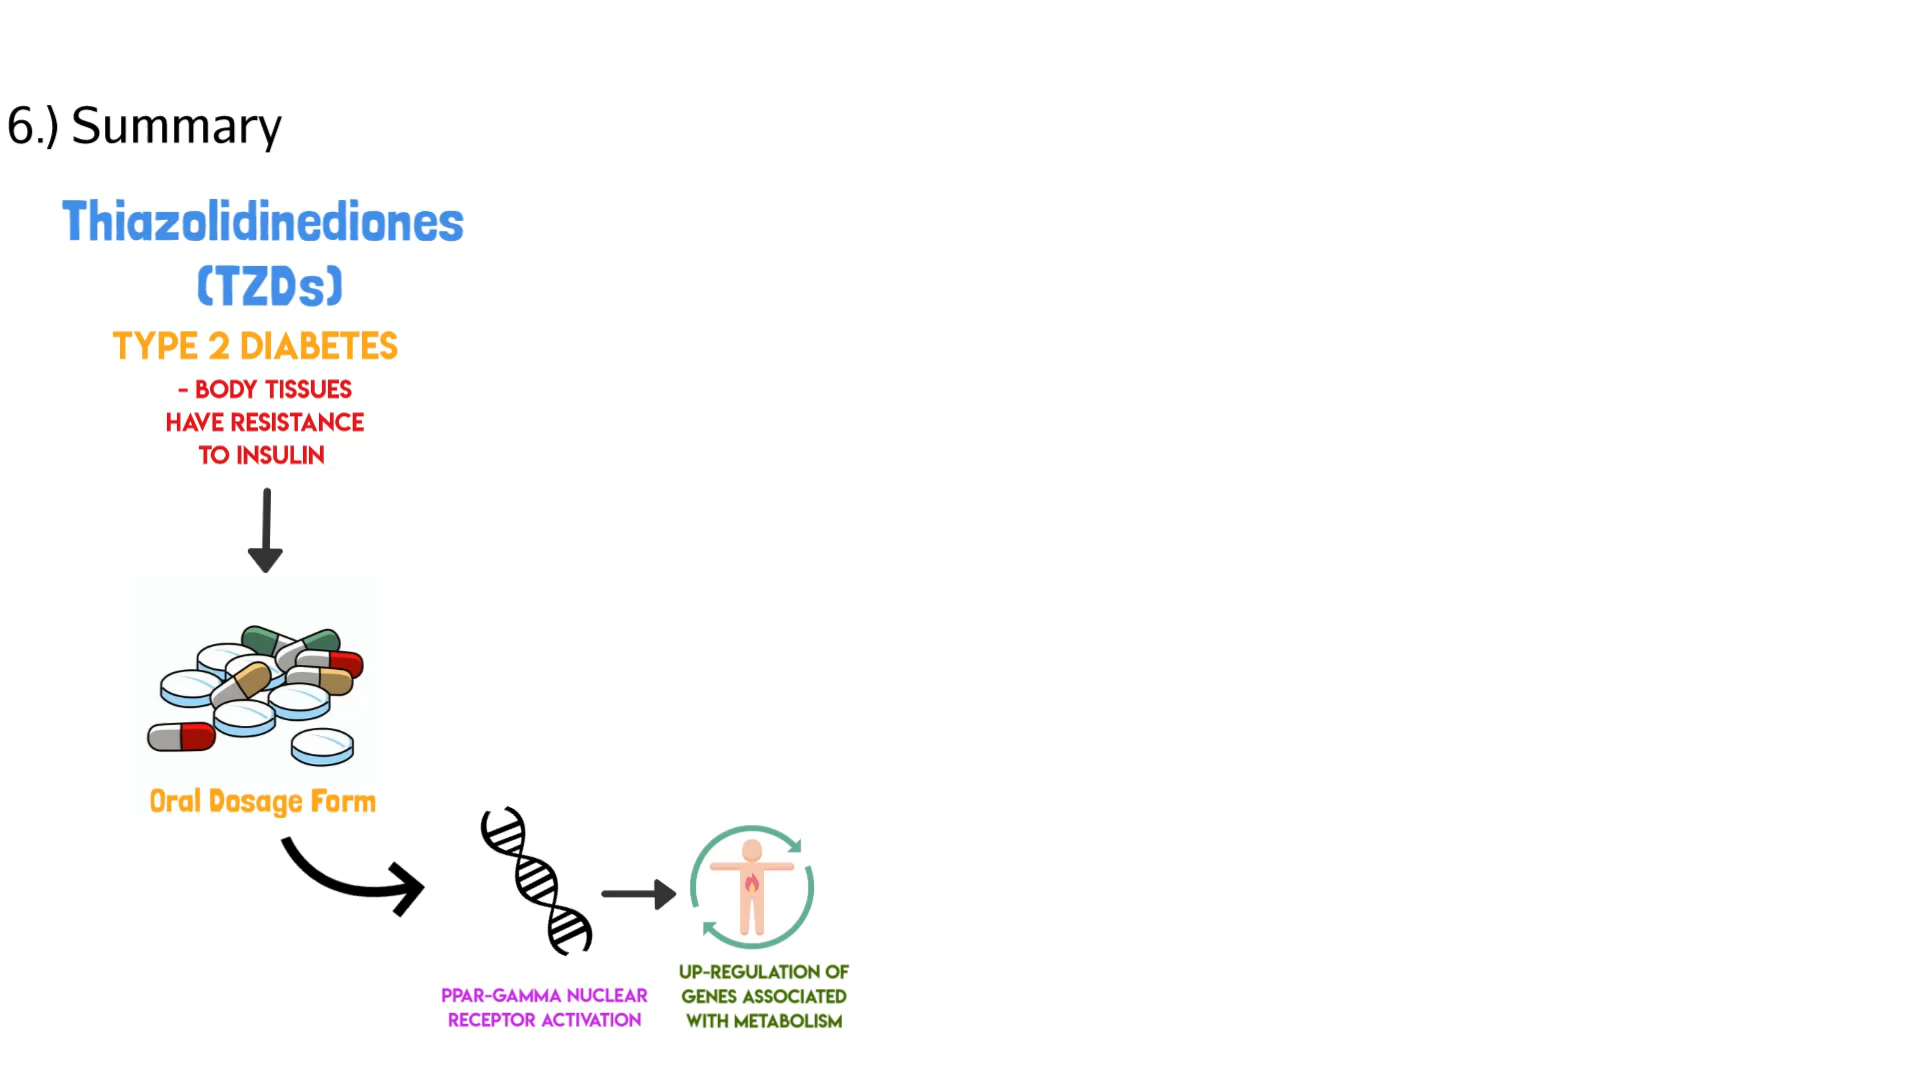 6.) Summary
Thiazolidinediones
(TZDs)
TYPE 2 DIABETES
- BODY TISSUES
HAVE RESISTANCE
TO INSULIN
Oral Dosage Form
PPAR-GAMMA NUCLEAR
RECEPTOR ACTIVATION
UP-REGULATION OF
GENES ASSOCIATED
WITH METABOLISM